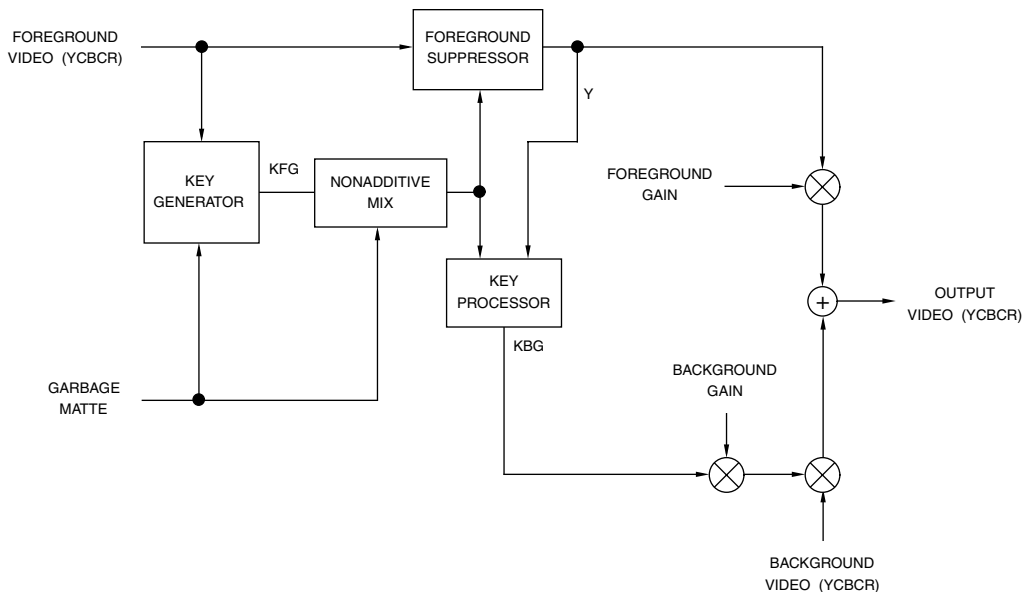 FOREGROUND
VIDEO (YCBCR)
FOREGROUND
SUPPRESSOR
Y
KEY
GENERATOR
KFG
NONADDITIVE
MIX
FOREGROUND
GAIN
KEY
PROCESSOR
+
OUTPUT
VIDEO (YCBCR)
KBG
GARBAGE
MATTE
BACKGROUND
GAIN
BACKGROUND
VIDEO (YCBCR)